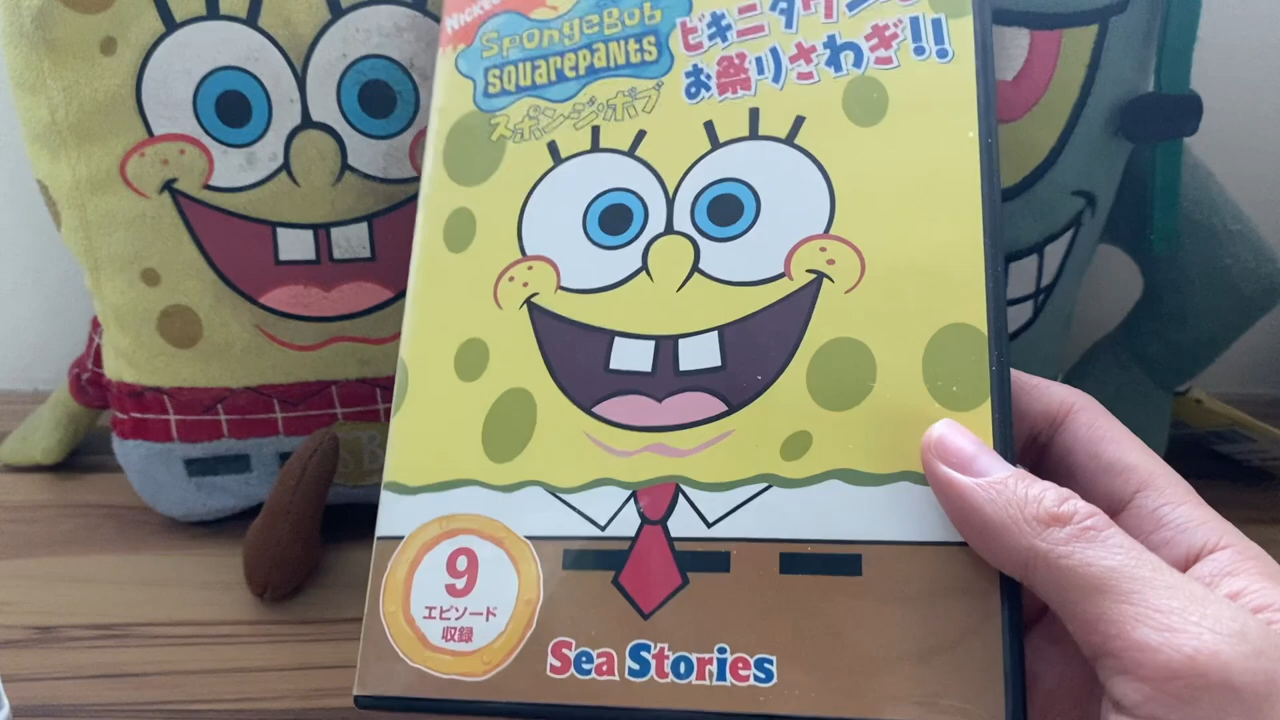 SpongeBob
squarepants
スポンジ・ボブ
お祭りさわぎ!!
9
エピソード
収録
Sea Stories